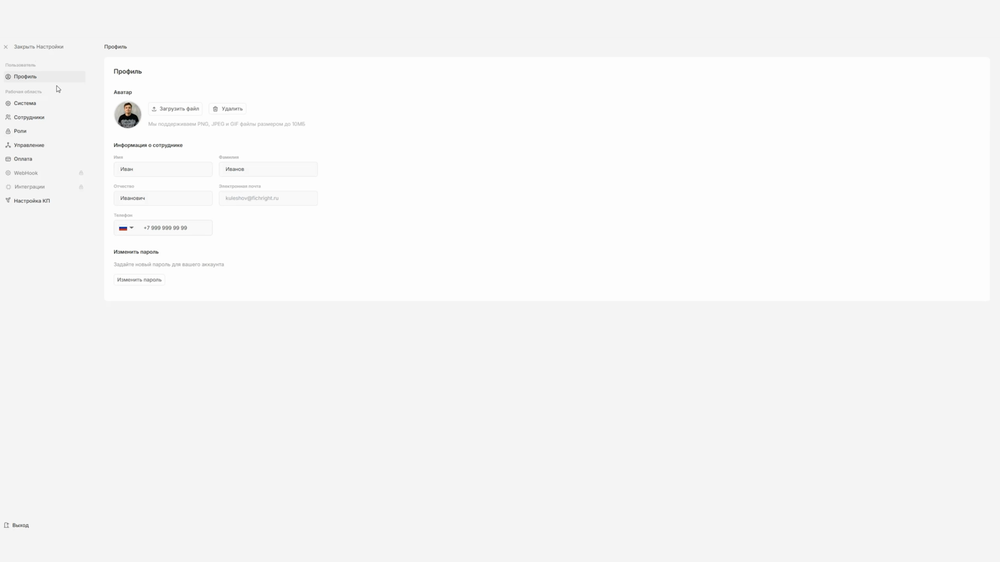 Закрыть Настройки
Пользователь
Профиль
Рабочая область
Система
Сотрудники
Роли
Управление
Оплата
WebHook
Интеграции
Настройка КП
Выход
Профиль
Профиль
Аватар
Загрузить файл
Удалить
Мы поддерживаем PNG, JPEG и GIF файлы размером до 10МБ
Информация о сотруднике
Имя
Фамилия
Иван
Иванов
Отчество
Электронная почта
Иванович
kuleshov@fichright.ru
Телефон
+7 999 999 99 99
Изменить пароль
Задайте новый пароль для вашего аккаунта
Изменить пароль